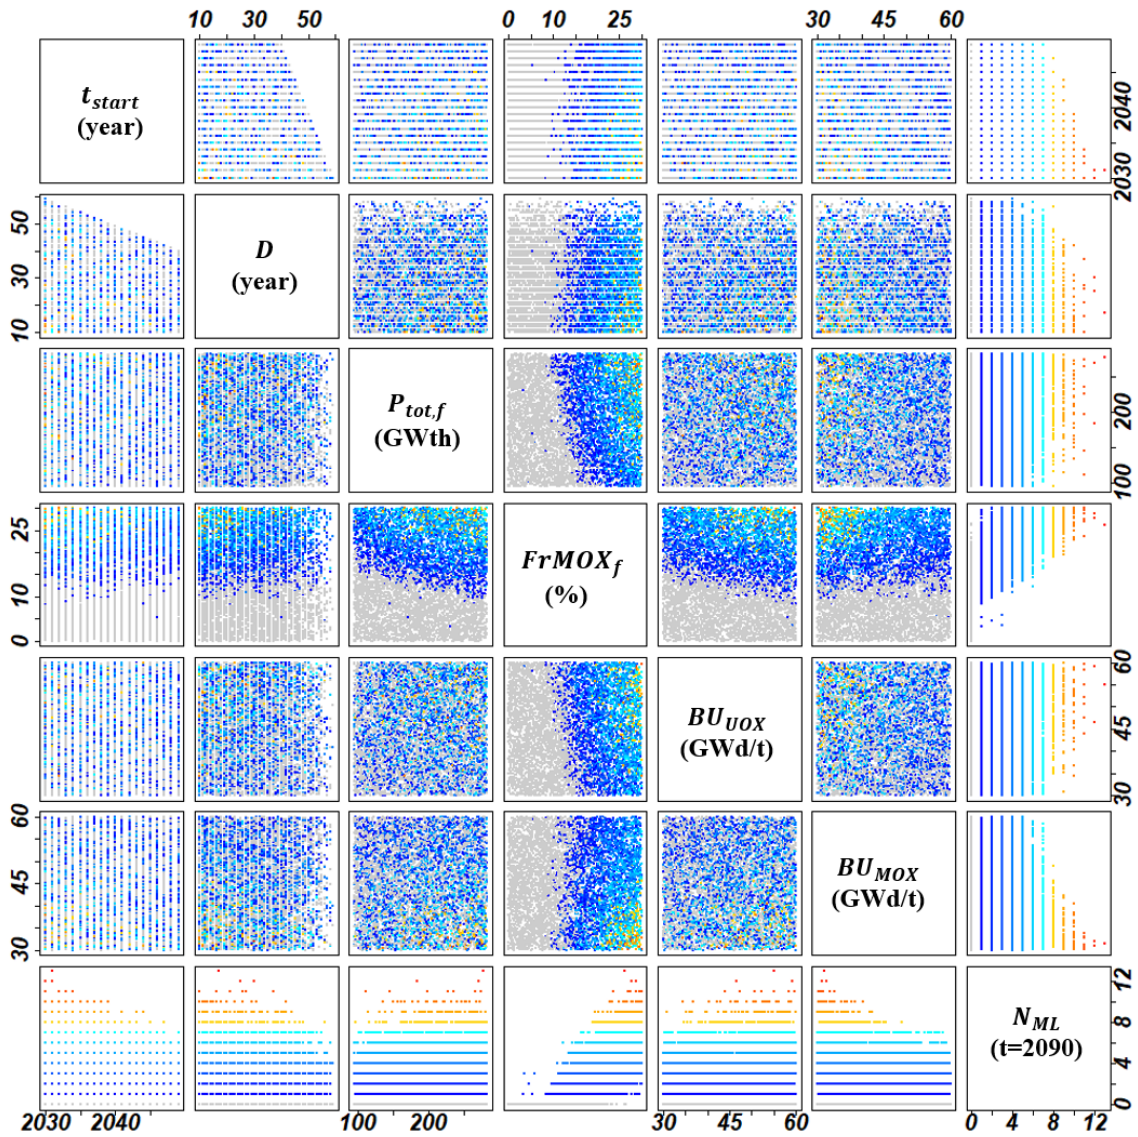 10 30 50
0 10 25
30 45 60
t_start
(year)
2030 2040
10 30 50
D
(year)
P_tot,f
(GWth)
100 200
0 10 25
FrMOX_f
(%)
BU_UOX
(GWd/t)
30 45 60
30 45 60
BU_MOX
(GWd/t)
N_ML
(t=2090)
0 4 8 12
2030 2040
100 200
30 45 60
0 4 8 12